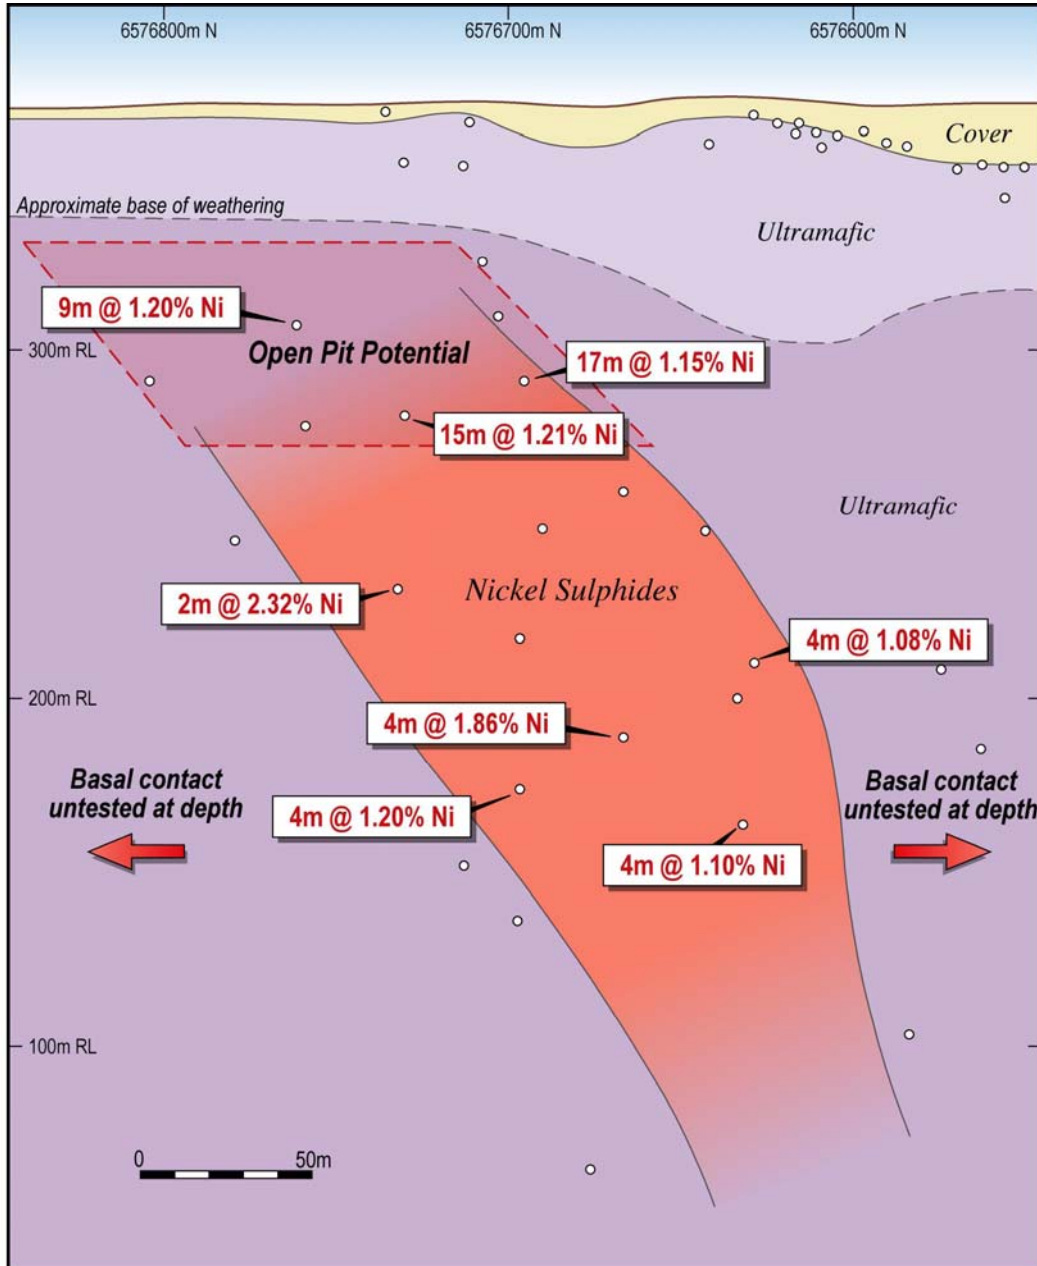 6576800m N
6576700m N
6576600m N
Cover
Approximate base of weathering
Ultramafic
9m @ 1.20% Ni
300m RL
Open Pit Potential
17m @ 1.15% Ni
15m @ 1.21% Ni
Ultramafic
Nickel Sulphides
2m @ 2.32% Ni
4m @ 1.08% Ni
200m RL
4m @ 1.86% Ni
Basal contact
untested at depth
Basal contact
untested at depth
4m @ 1.20% Ni
4m @ 1.10% Ni
100m RL
0
50m